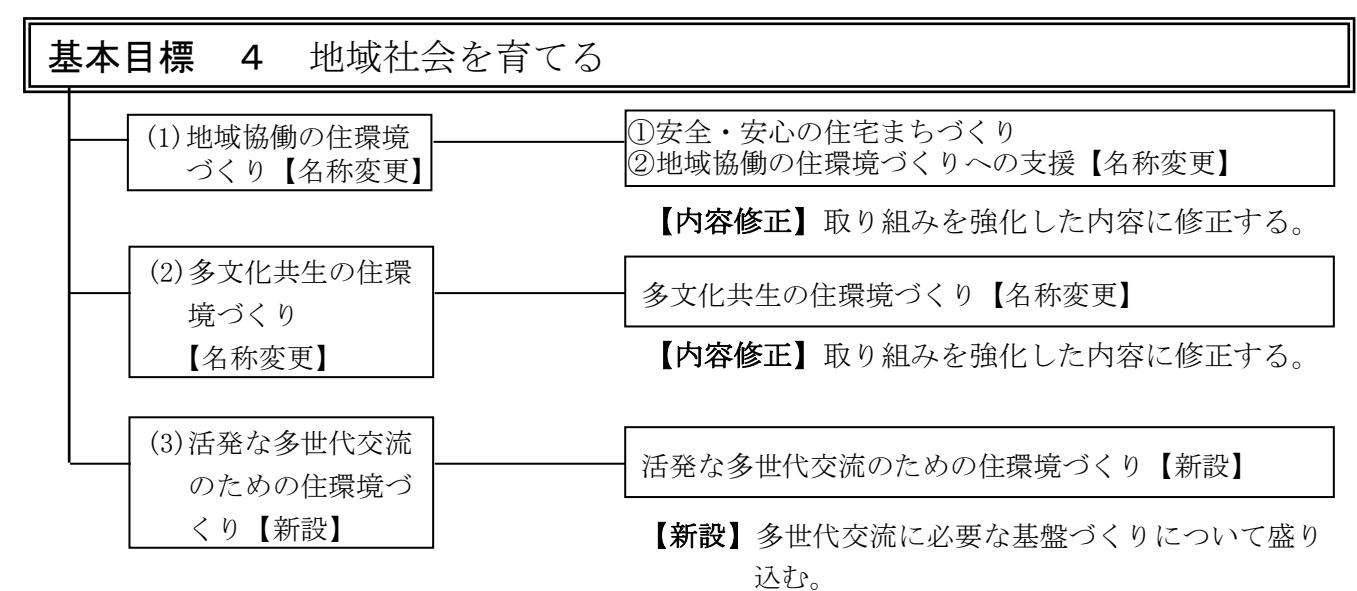 基本目標　４　地域社会を育てる
(1)地域協働の住環境
づくり【名称変更】
①安全・安心の住宅まちづくり
②地域協働の住環境づくりへの支援【名称変更】
【内容修正】取り組みを強化した内容に修正する。
(2)多文化共生の住環
境づくり
【名称変更】
多文化共生の住環境づくり【名称変更】
【内容修正】取り組みを強化した内容に修正する。
(3)活発な多世代交流
のための住環境づ
くり【新設】
活発な多世代交流のための住環境づくり【新設】
【新設】多世代交流に必要な基盤づくりについて盛り
込む。